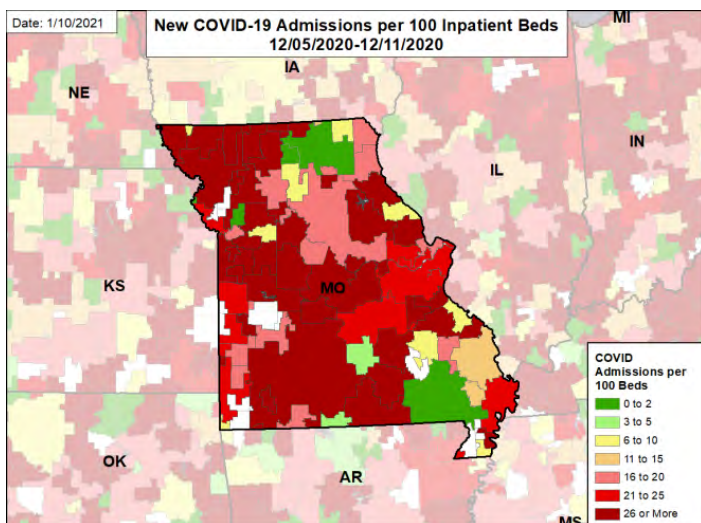 Date: 1/10/2021
New COVID-19 Admissions per 100 Inpatient Beds
12/05/2020-12/11/2020
MI
IA
NE
IN
IL
KS
MO
COVID
Admissions per
100 Beds
0 to 2
3 to 5
6 to 10
11 to 15
16 to 20
21 to 25
26 or More
OK
AR
MS